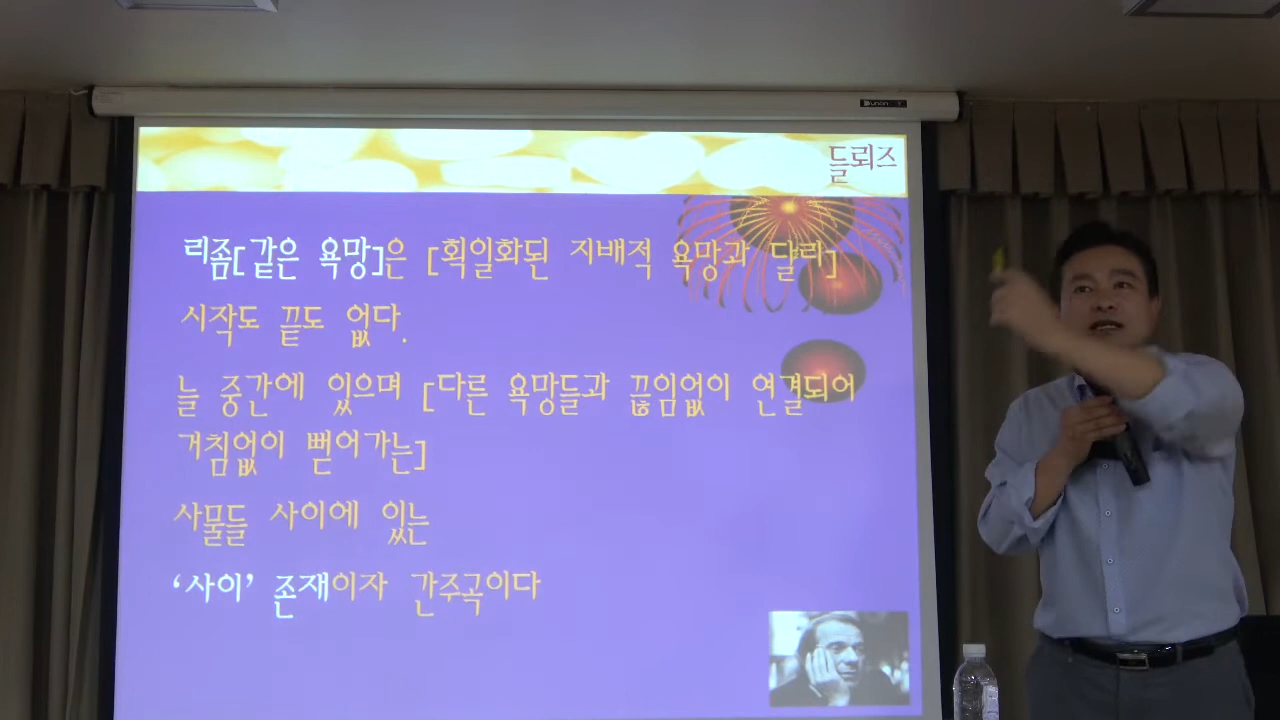 unon
들뢰즈
리좀[같은 욕망]은 [획일화된 지배적 욕망과 달라]
시작도 끝도 없다.
늘 중간에 있으며 [다른 욕망들과 끊임없이 연결되어
거침없이 뻗어가는]
사물들 사이에 있는
‘사이’ 존재이자 간주곡이다